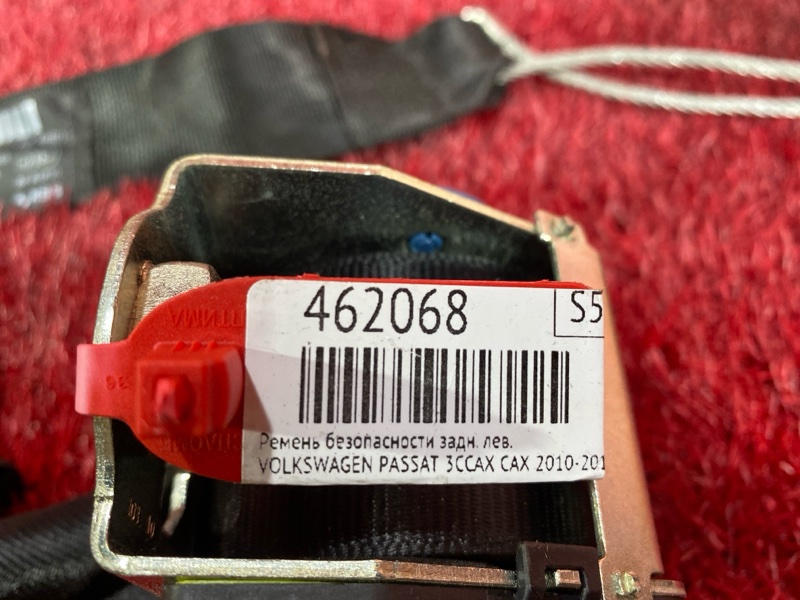 462068
S5
Ремень безопасности задн. лев.
VOLKSWAGEN PASSAT 3CCAX CAX 2010-201